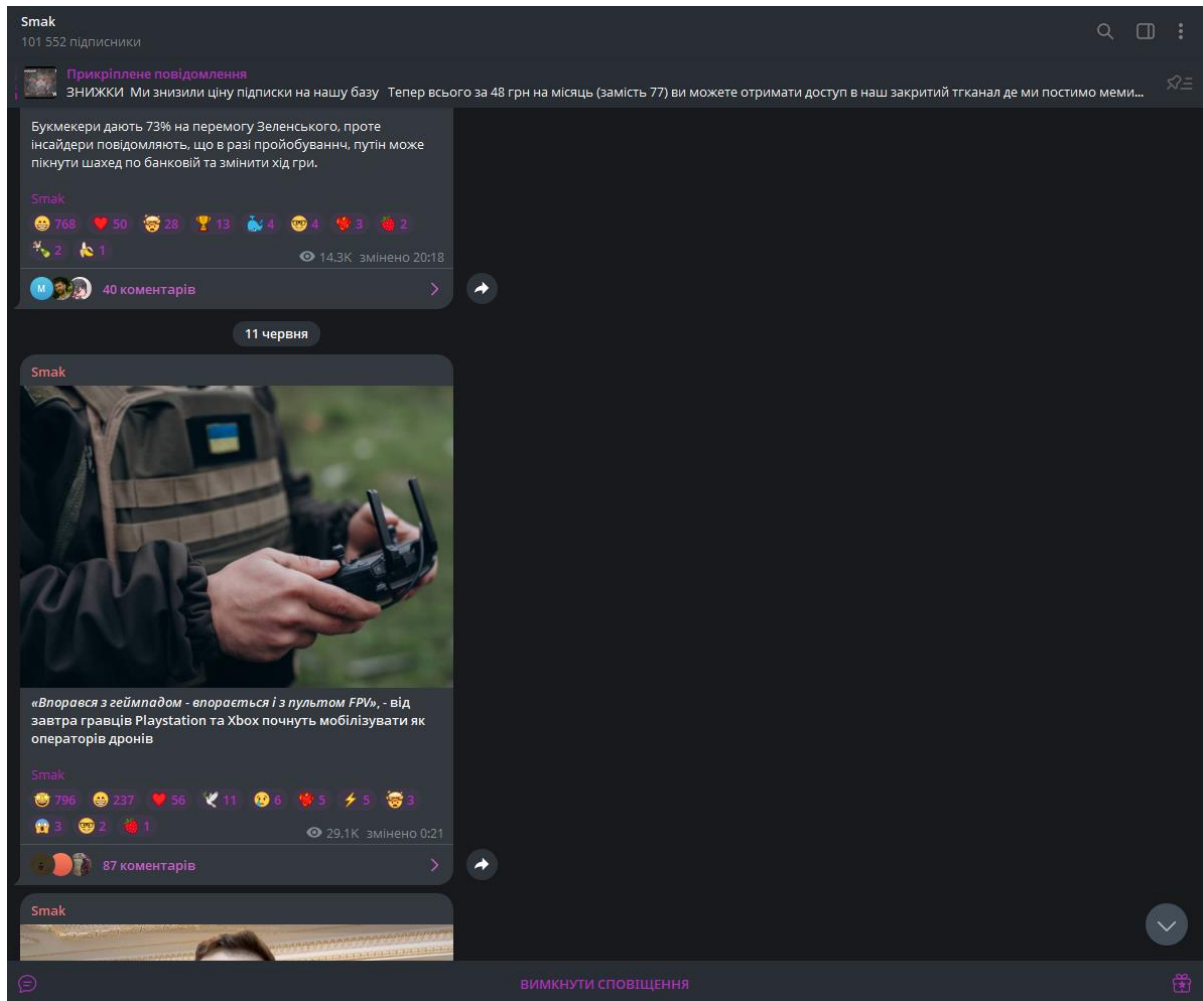 Smak
101 552 підписники
Прикріплене повідомлення
ЗНИЖКИ Ми знизили ціну підписки на нашу базу Тепер всього за 48 грн на місяць (замість 77) ви можете отримати доступ в наш закритий тгканал де ми постимо меми...
Букмекери дають 73% на перемогу Зеленського, проте
інсайдери повідомляють, що в разі пройобуваннч, путін може
пікнути шахед по банковій та змінити хід гри.
Smak
768 50 28 13 4 4 3 2
2 1 14.3K змінено 20:18
М 40 коментарів
11 червня
Smak
«Впорався з геймпадом - впорається і з пультом FPV», - від
завтра гравців Playstation та Xbox почнуть мобілізувати як
операторів дронів
Smak
796 237 56 11 6 5 5 3
3 2 1 29.1K змінено 0:21
87 коментарів
Smak
ВИМКНУТИ СПОВІЩЕННЯ